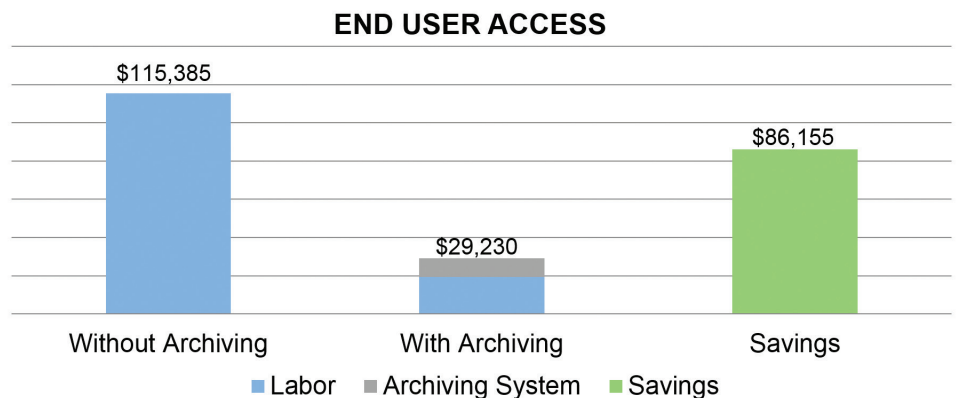 END USER ACCESS
$115,385
$86,155
$29,230
Without Archiving
With Archiving
Savings
Labor
Archiving System
Savings